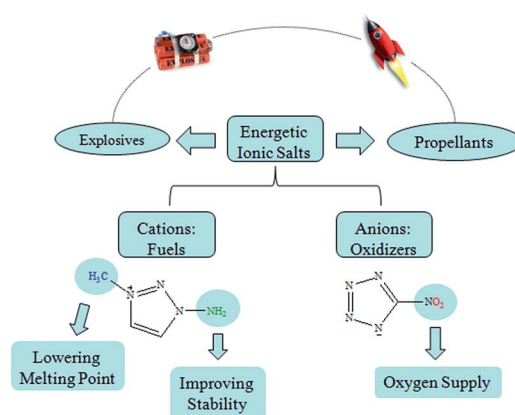 EXPLOSIVE
Explosives
Energetic
Ionic Salts
Propellants
Cations:
Fuels
Anions:
Oxidizers
H₃C
N⁺
N
N
NH₂
N
N
N
N⁻
NO₂
Lowering
Melting Point
Improving
Stability
Oxygen Supply